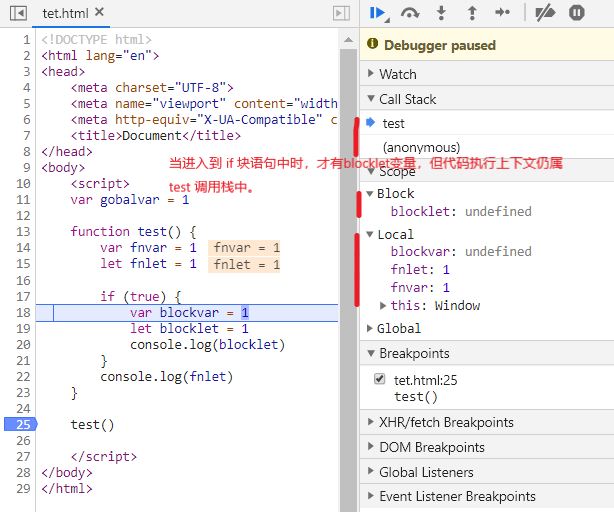 tet.html
1 <!DOCTYPE html>
2 <html lang="en">
3 <head>
4 <meta charset="UTF-8">
5 <meta name="viewport" content="width
6 <meta http-equiv="X-UA-Compatible" c
7 <title>Document</title>
8 </head>
9 <body>
10 <script>
11 var gobalvar = 1
12
13 function test() {
14 var fnvar = 1 fnvar = 1
15 let fnlet = 1 fnlet = 1
16
17 if (true) {
18 var blockvar = 1
19 let blocklet = 1
20 console.log(blocklet)
21 }
22 console.log(fnlet)
23 }
24
25 test()
26
27 </script>
28 </body>
29 </html>
当进入到 if 块语句中时，才有blocklet变量，但代码执行上下文仍属
test 调用栈中。
Debugger paused
Watch
Call Stack
test
(anonymous)
Scope
Block
blocklet: undefined
Local
blockvar: undefined
fnlet: 1
fnvar: 1
this: Window
Global
Breakpoints
tet.html:25
test()
XHR/fetch Breakpoints
DOM Breakpoints
Global Listeners
Event Listener Breakpoints